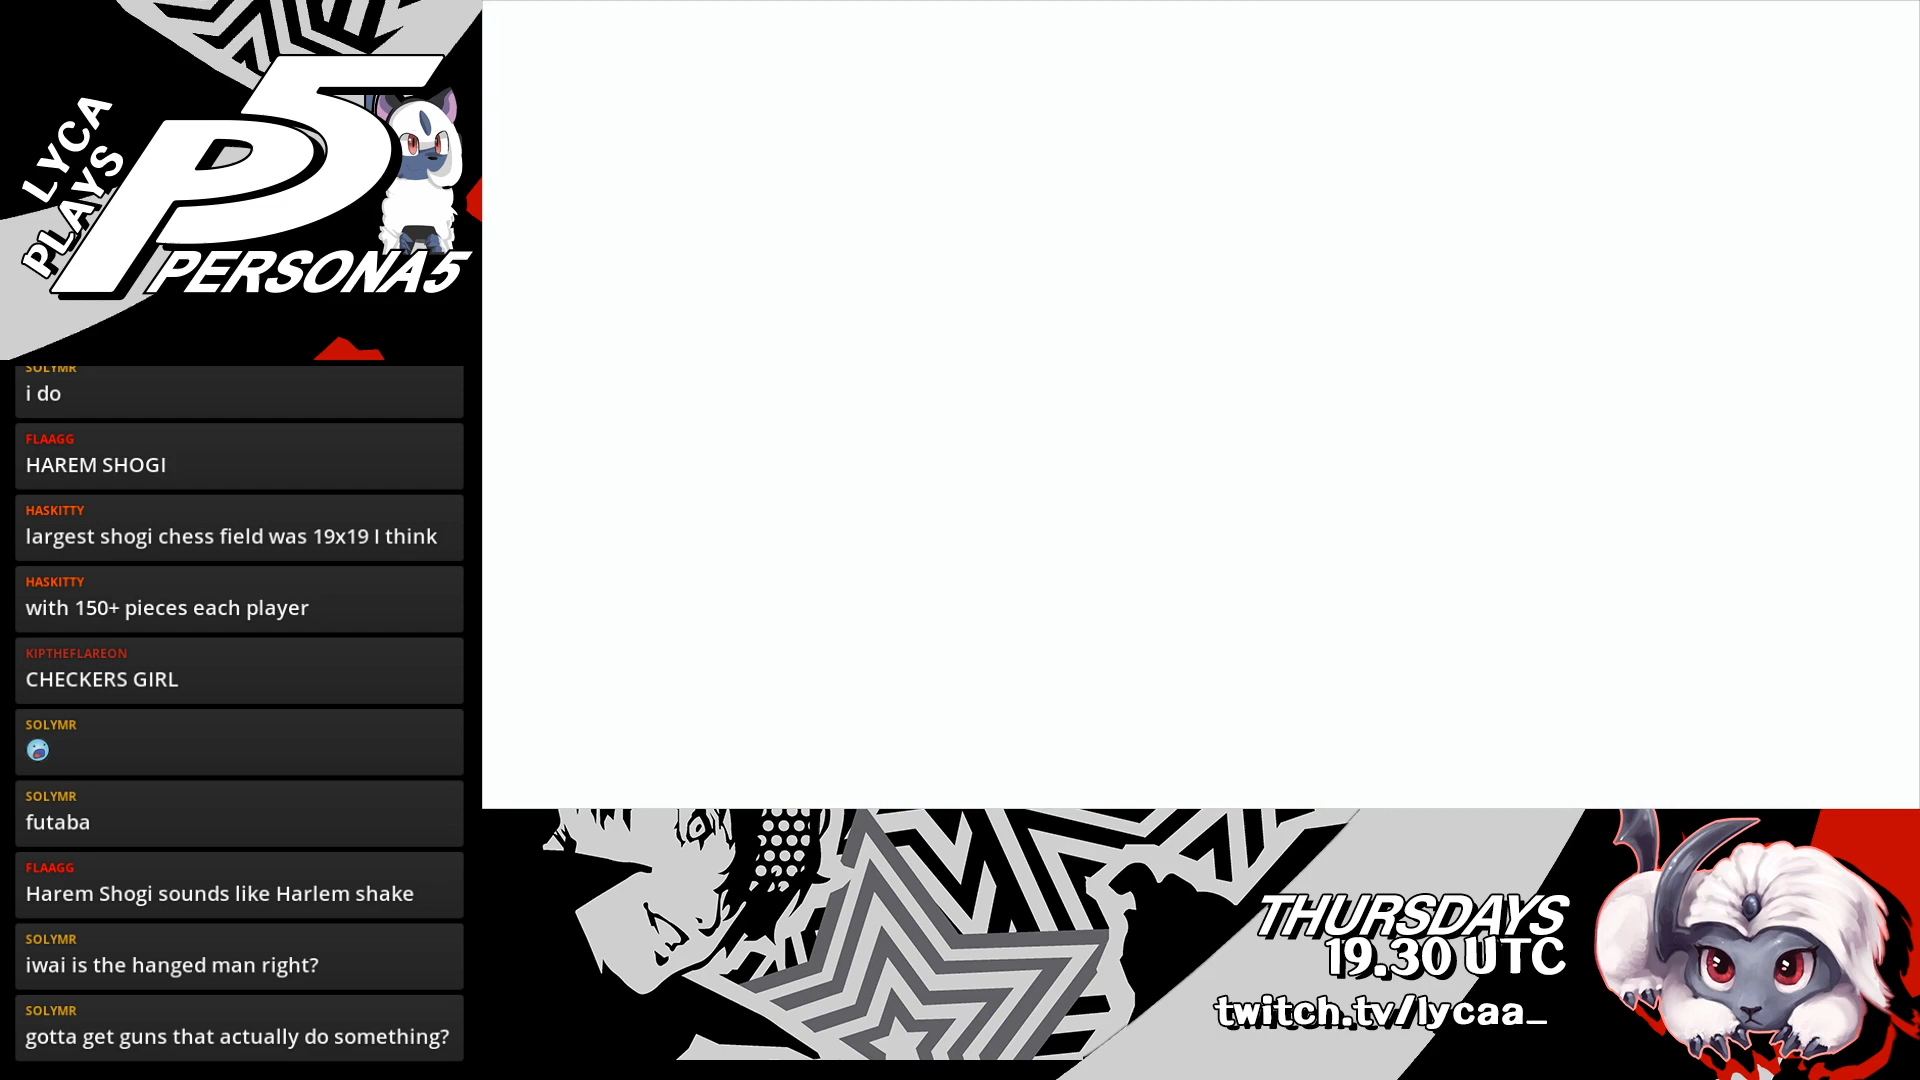 LYCA
PLAYS
P5
PERSONA5
SOLYMR
i do
FLAAGG
HAREM SHOGI
HASKITTY
largest shogi chess field was 19x19 I think
HASKITTY
with 150+ pieces each player
KIPTHEFLAREON
CHECKERS GIRL
SOLYMR
SOLYMR
futaba
FLAAGG
Harem Shogi sounds like Harlem shake
SOLYMR
iwai is the hanged man right?
SOLYMR
gotta get guns that actually do something?
THURSDAYS
19.30 UTC
twitch.tv/lycaa_